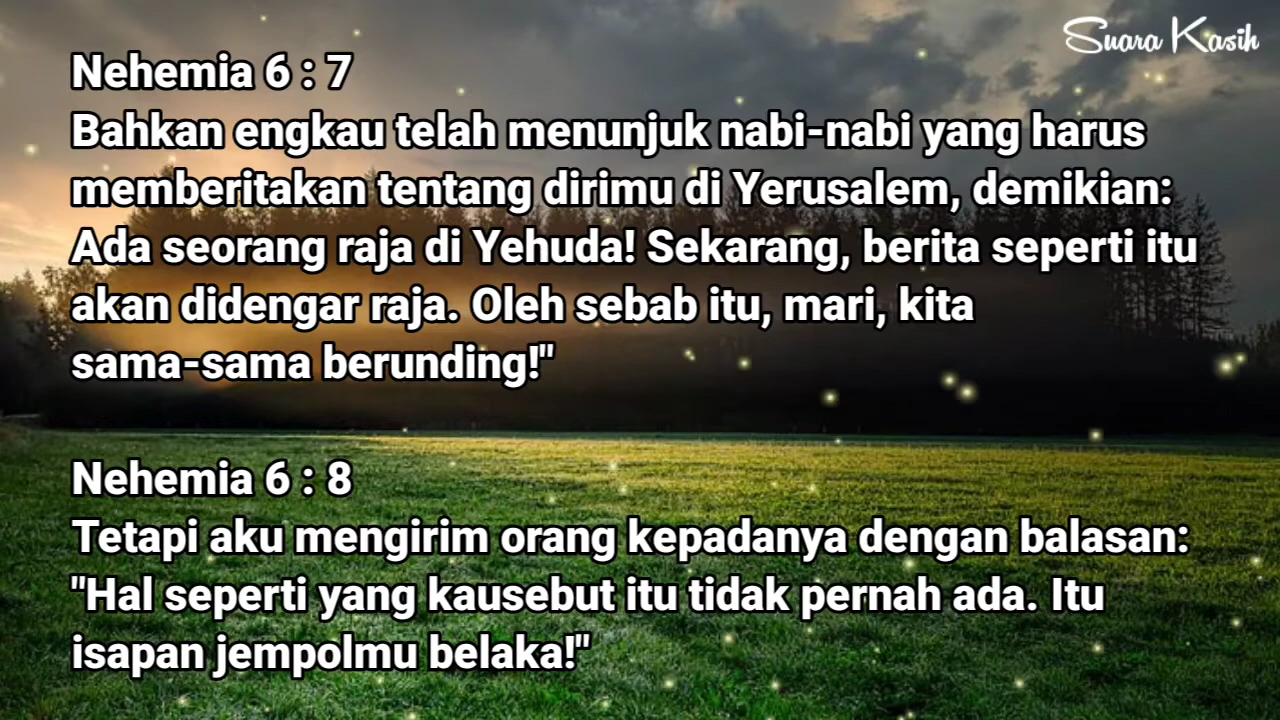 Suara Kasih
Nehemia 6 : 7
Bahkan engkau telah menunjuk nabi-nabi yang harus
memberitakan tentang dirimu di Yerusalem, demikian:
Ada seorang raja di Yehuda! Sekarang, berita seperti itu
akan didengar raja. Oleh sebab itu, mari, kita
sama-sama berunding!"
Nehemia 6 : 8
Tetapi aku mengirim orang kepadanya dengan balasan:
"Hal seperti yang kausebut itu tidak pernah ada. Itu
isapan jempolmu belaka!"